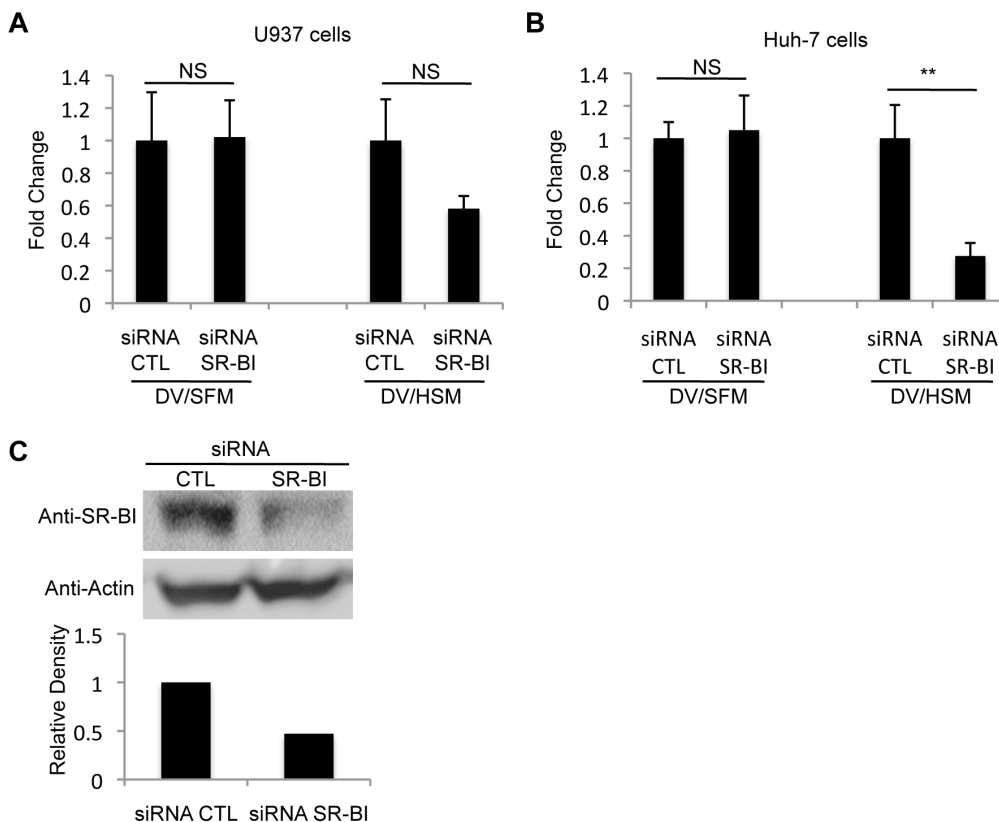 A
U937 cells
NS
NS
Fold Change
1.4
1.2
1
0.8
0.6
0.4
0.2
0
siRNA CTL
siRNA SR-BI
siRNA CTL
siRNA SR-BI
DV/SFM
DV/HSM
B
Huh-7 cells
NS
**
Fold Change
1.4
1.2
1
0.8
0.6
0.4
0.2
0
siRNA CTL
siRNA SR-BI
siRNA CTL
siRNA SR-BI
DV/SFM
DV/HSM
C
siRNA
CTL
SR-BI
Anti-SR-BI
Anti-Actin
Relative Density
1.5
1
0.5
0
siRNA CTL
siRNA SR-BI